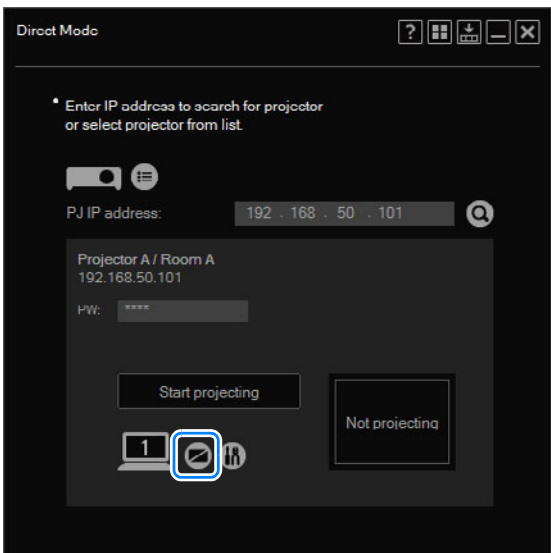 Direct Mode
?
Enter IP address to search for projector
or select projector from list.
PJ IP address: 192 . 168 . 50 . 101
Projector A / Room A
192.168.50.101
PW: ****
Start projecting
Not projecting
1